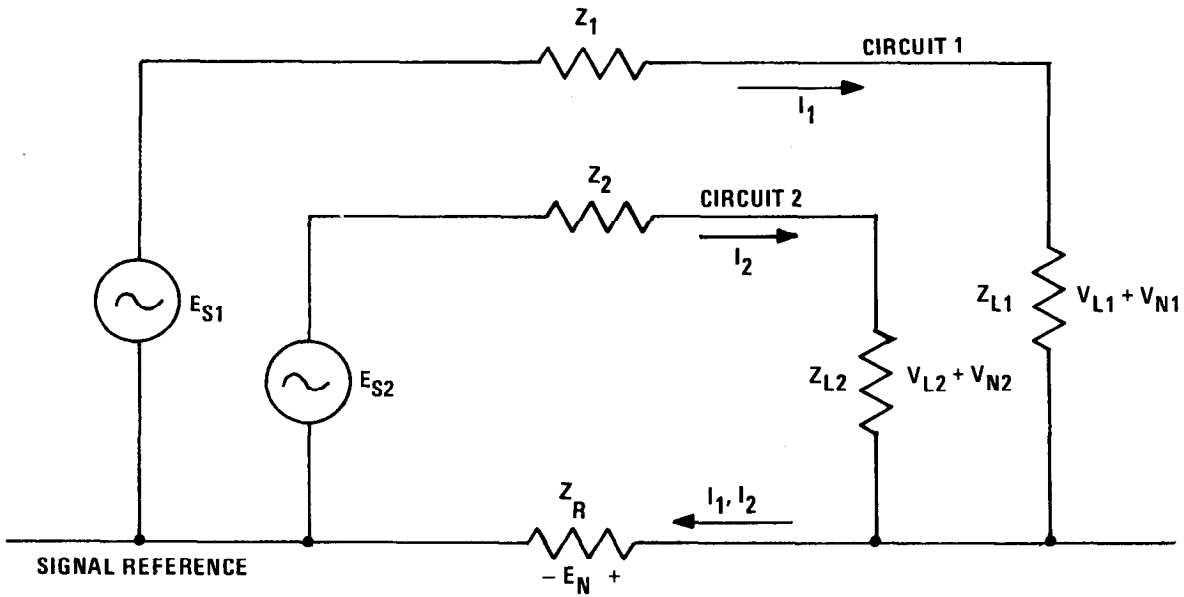 Z1
CIRCUIT 1
I1
Z2
CIRCUIT 2
I2
ES1
ZL1 VL1 + VN1
ES2
ZL2 VL2 + VN2
ZR
I1, I2
SIGNAL REFERENCE
− EN +